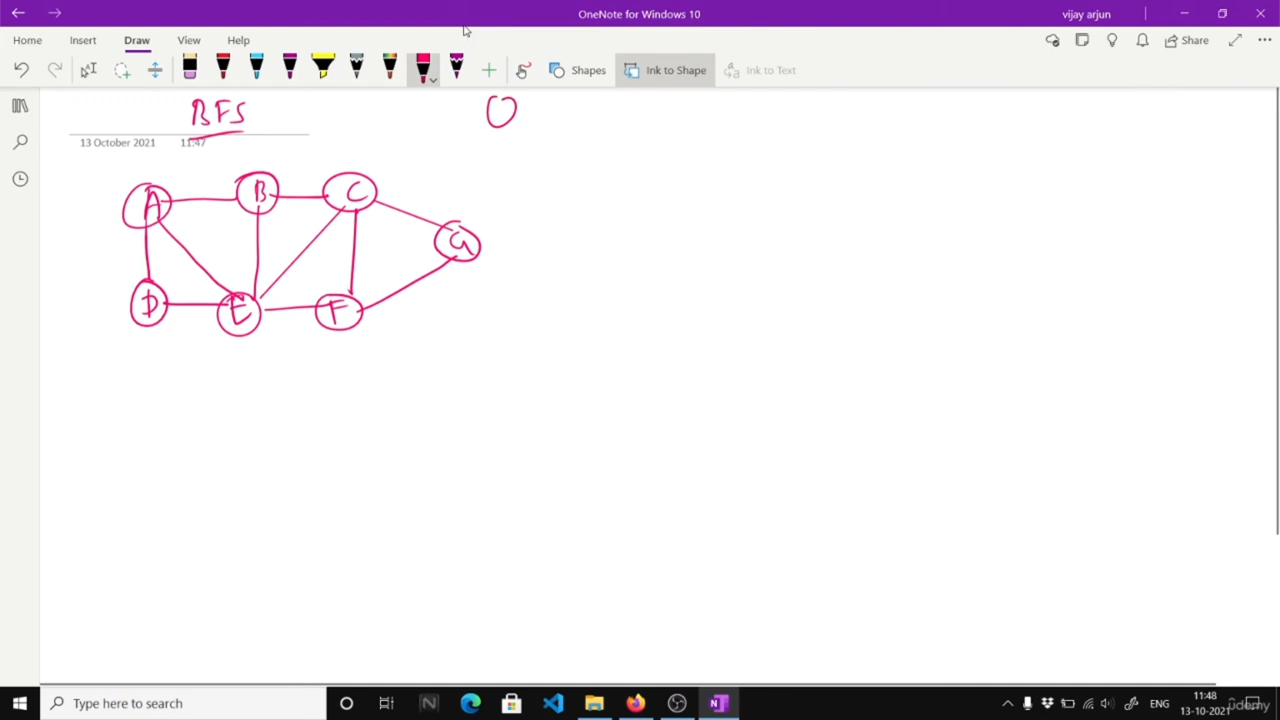 OneNote for Windows 10
vijay arjun
Home Insert Draw View Help
Share
Shapes
Ink to Shape
Ink to Text
BFS
O
13 October 2021 11:47
A B C
G
D E F
Type here to search
N
N
ENG
11:48
13-10-2021
udemy